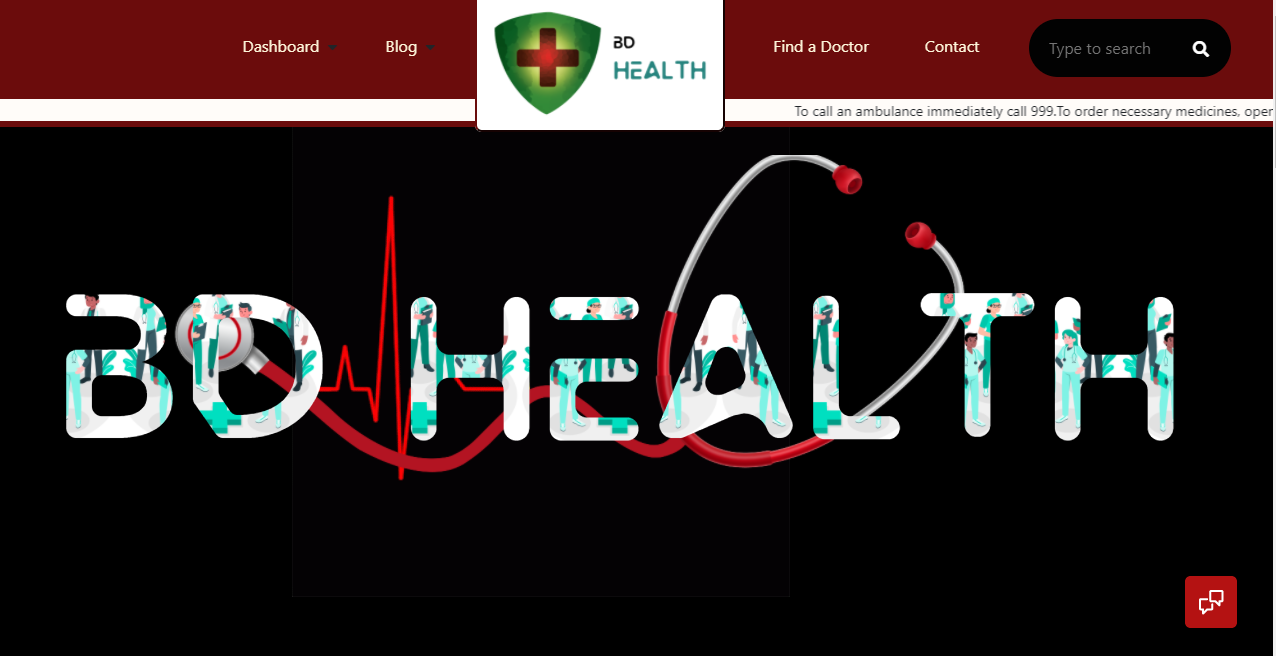 Dashboard
Blog
BD
HEALTH
Find a Doctor
Contact
Type to search
To call an ambulance immediately call 999.To order necessary medicines, oper
BD HEALTH